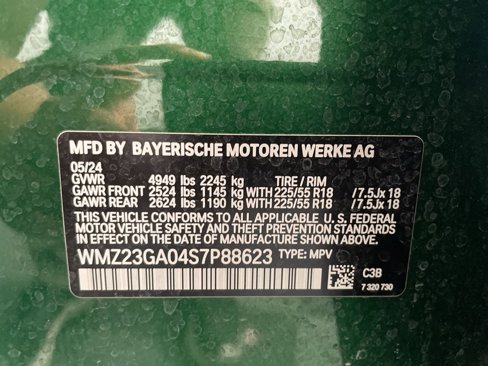 MFD BY BAYERISCHE MOTOREN WERKE AG
05/24
GVWR 4949 lbs 2245 kg TIRE / RIM
GAWR FRONT 2524 lbs 1145 kg WITH 225/55 R18 /7.5Jx 18
GAWR REAR 2624 lbs 1190 kg WITH 225/55 R18 /7.5Jx 18
THIS VEHICLE CONFORMS TO ALL APPLICABLE U. S. FEDERAL
MOTOR VEHICLE SAFETY AND THEFT PREVENTION STANDARDS
IN EFFECT ON THE DATE OF MANUFACTURE SHOWN ABOVE.
WMZ23GA04S7P88623 TYPE: MPV
C3B
7 320 730